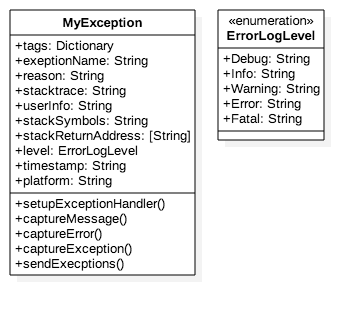 MyException
+tags: Dictionary
+exeptionName: String
+reason: String
+stacktrace: String
+userInfo: String
+stackSymbols: String
+stackReturnAddress: [String]
+level: ErrorLogLevel
+timestamp: String
+platform: String
+setupExceptionHandler()
+captureMessage()
+captureError()
+captureException()
+sendExecptions()
«enumeration»
ErrorLogLevel
+Debug: String
+Info: String
+Warning: String
+Error: String
+Fatal: String